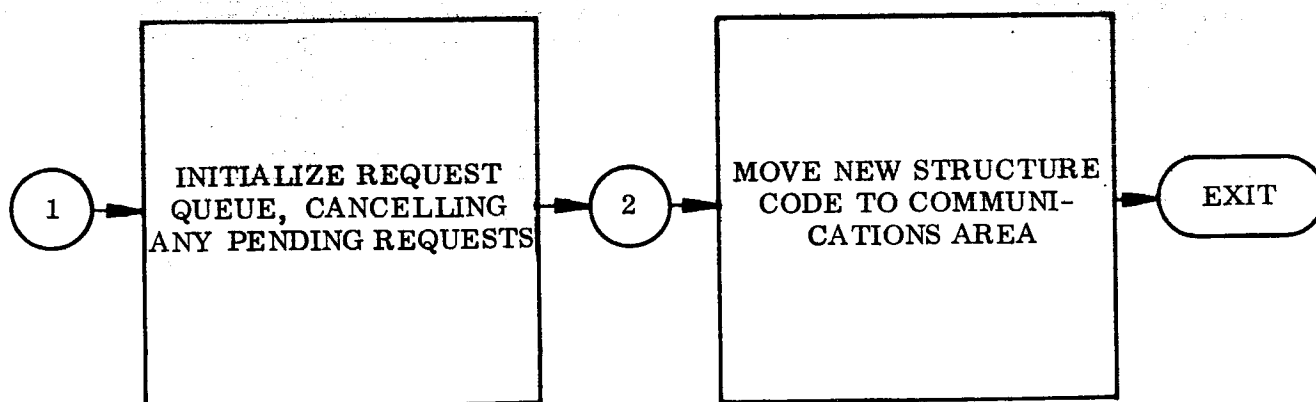 1
INITIALIZE REQUEST
QUEUE, CANCELLING
ANY PENDING REQUESTS
2
MOVE NEW STRUCTURE
CODE TO COMMUNI-
CATIONS AREA
EXIT